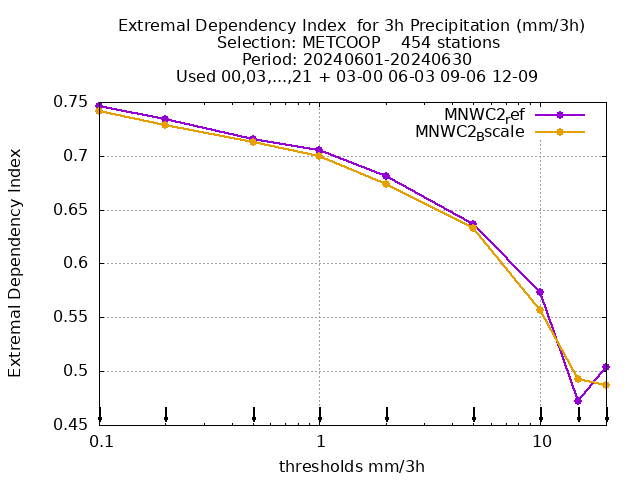 Extremal Dependency Index  for 3h Precipitation (mm/3h)
Selection: METCOOP    454 stations
Period: 20240601-20240630
Used 00,03,...,21 + 03-00 06-03 09-06 12-09
MNWC2ref
MNWC2Bscale
Extremal Dependency Index
0.75
0.7
0.65
0.6
0.55
0.5
0.45
0.1
1
10
thresholds mm/3h